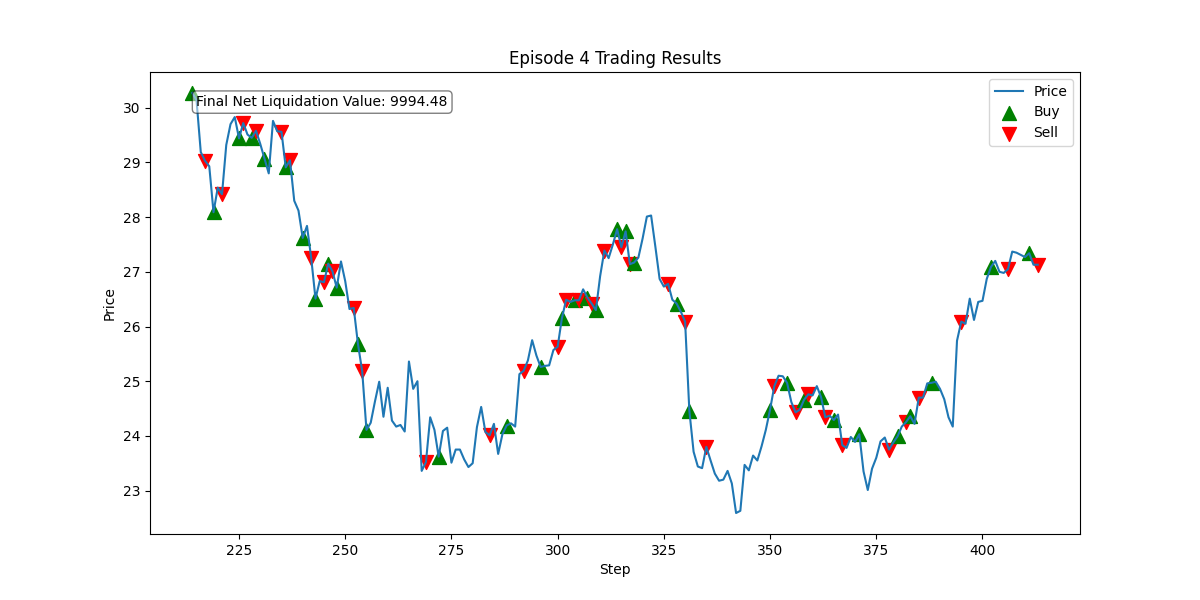 Episode 4 Trading Results
Final Net Liquidation Value: 9994.48
Price
Buy
Sell
30
29
28
27
26
25
24
23
Price
225
250
275
300
325
350
375
400
Step